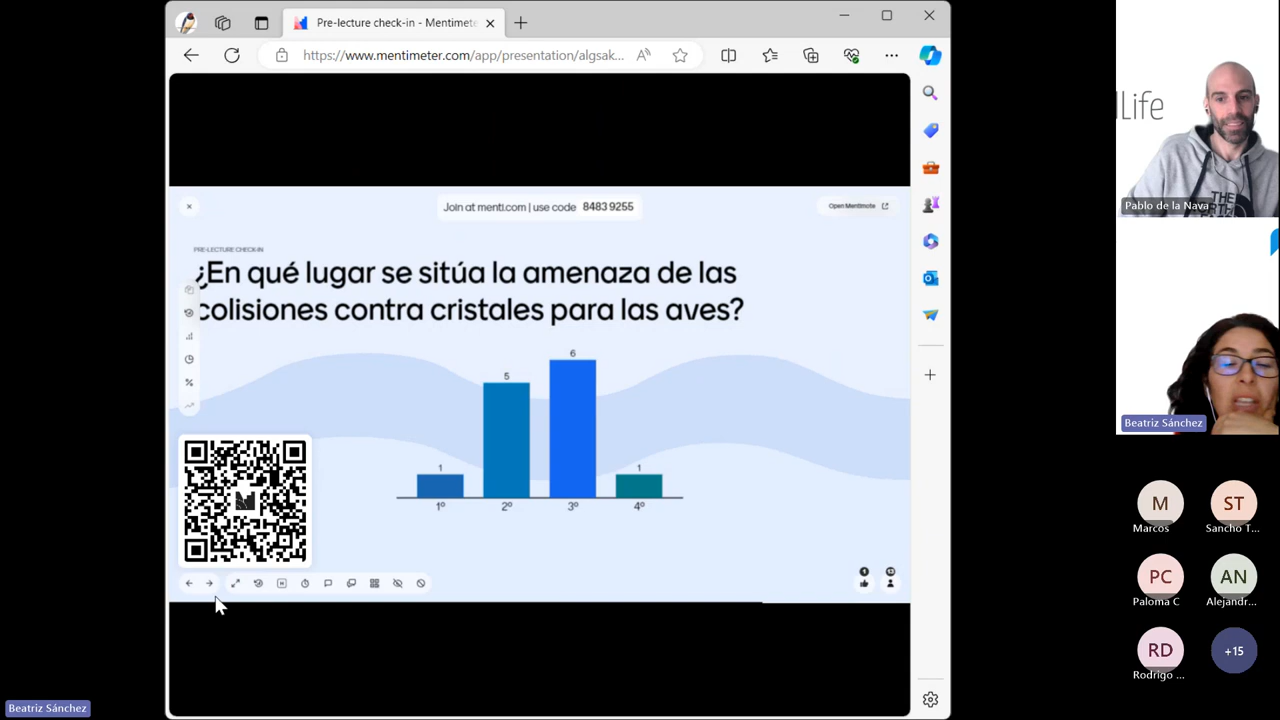 Pre-lecture check-in - Mentimete
https://www.mentimeter.com/app/presentation/algsak...
Join at menti.com | use code 8483 9255
Open Mentimote
PRE-LECTURE CHECK-IN
¿En qué lugar se sitúa la amenaza de las
colisiones contra cristales para las aves?
1 5 6 1
1º 2º 3º 4º
Life
Pablo de la Nava
Beatriz Sánchez
M
Marcos
ST
Sancho T...
PC
Paloma C
AN
Alejandr...
RD
Rodrigo ...
+15
Beatriz Sánchez